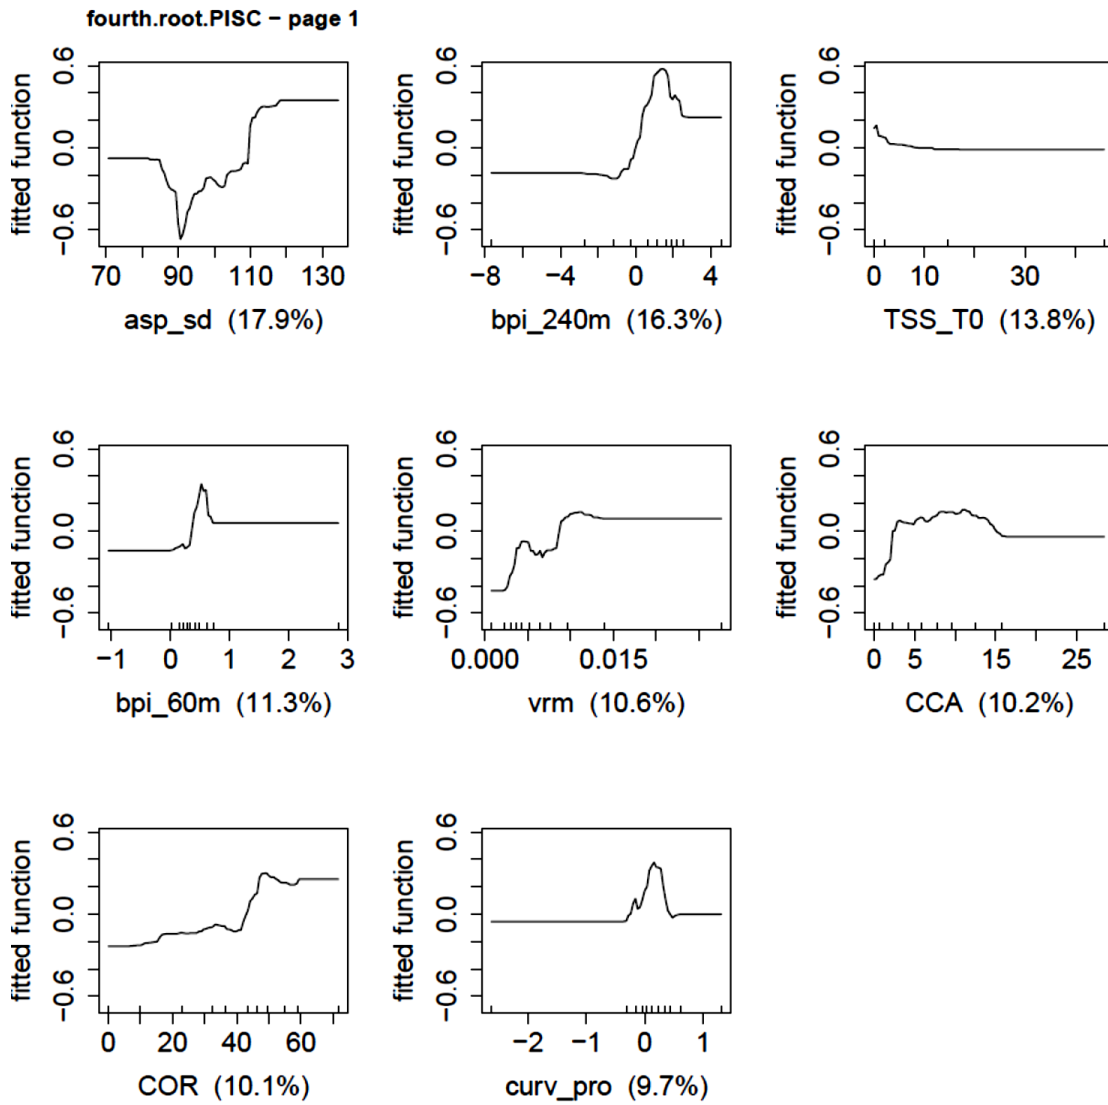 fourth.root.PISC − page 1
fitted function
−0.6 0.0 0.6
70 90 110 130
asp_sd (17.9%)
fitted function
−0.6 0.0 0.6
−8 −4 0 4
bpi_240m (16.3%)
fitted function
−0.6 0.0 0.6
0 10 30
TSS_T0 (13.8%)
fitted function
−0.6 0.0 0.6
−1 0 1 2 3
bpi_60m (11.3%)
fitted function
−0.6 0.0 0.6
0.000 0.015
vrm (10.6%)
fitted function
−0.6 0.0 0.6
0 5 15 25
CCA (10.2%)
fitted function
−0.6 0.0 0.6
0 20 40 60
COR (10.1%)
fitted function
−0.6 0.0 0.6
−2 −1 0 1
curv_pro (9.7%)